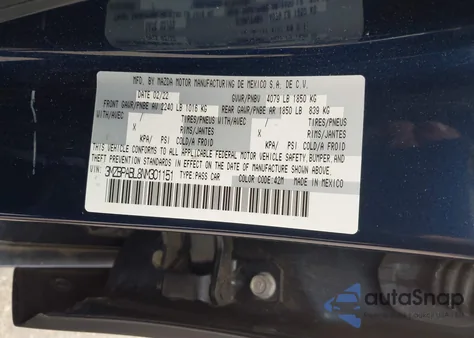 MFD. BY MAZDA MOTOR MANUFACTURING DE MEXICO S.A. DE C.V.
DATE 02/22 GVWR/PNBV 4079 LB 1850 KG
FRONT GAWR/PNBE AV 2240 LB 1016 KG REAR GAWR/PNBE AR 1850 LB 839 KG
WITH/AVEC TIRES/PNEUS WITH/AVEC TIRES/PNEUS
X RIMS/JANTES X RIMS/JANTES
KPA/ PSI COLD/A FROID KPA/ PSI COLD/A FROID
THIS VEHICLE CONFORMS TO ALL APPLICABLE FEDERAL MOTOR VEHICLE SAFETY, BUMPER, AND
THEFT PREVENTION STANDARDS IN EFFECT ON THE DATE OF MANUFACTURE SHOWN ABOVE.
VIN: 3MZBPABL8NM301151 TYPE:PASS CAR COLOR CODE:42M
autoSnap